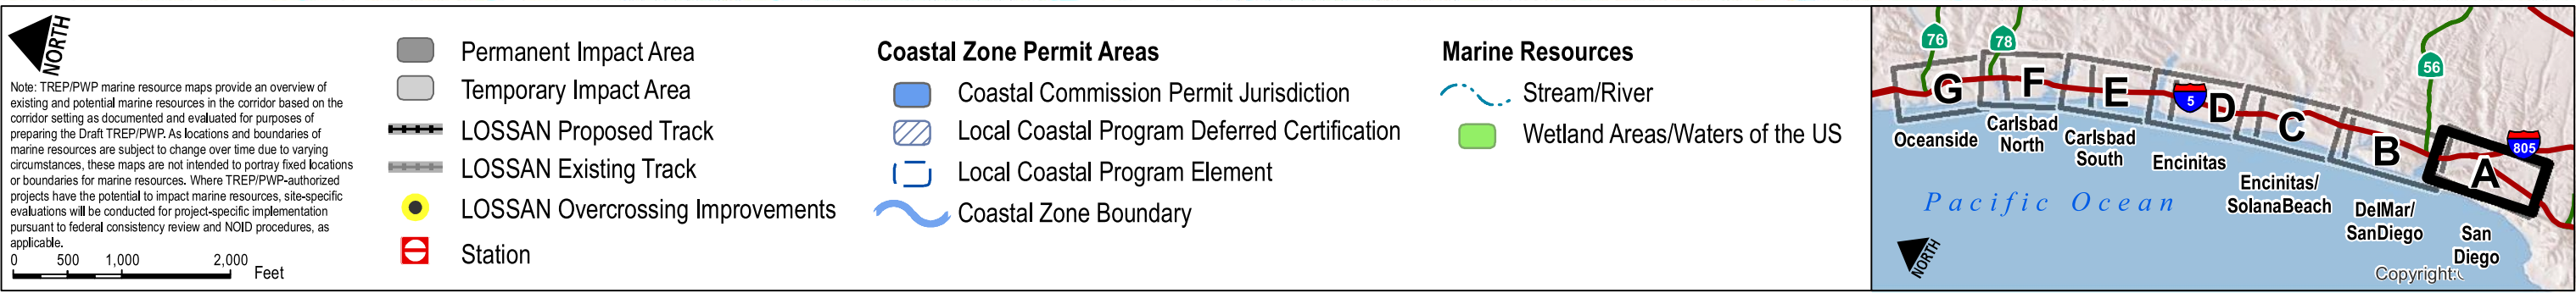 NORTH
Note: TREP/PWP marine resource maps provide an overview of
existing and potential marine resources in the corridor based on the
corridor setting as documented and evaluated for purposes of
preparing the Draft TREP/PWP. As locations and boundaries of
marine resources are subject to change over time due to varying
circumstances, these maps are not intended to portray fixed locations
or boundaries for marine resources. Where TREP/PWP-authorized
projects have the potential to impact marine resources, site-specific
evaluations will be conducted for project-specific implementation
pursuant to federal consistency review and NOID procedures, as
applicable.
0 500 1,000 2,000
Feet
Permanent Impact Area
Temporary Impact Area
LOSSAN Proposed Track
LOSSAN Existing Track
LOSSAN Overcrossing Improvements
Station
Coastal Zone Permit Areas
Coastal Commission Permit Jurisdiction
Local Coastal Program Deferred Certification
Local Coastal Program Element
Coastal Zone Boundary
Marine Resources
Stream/River
Wetland Areas/Waters of the US
76
78
56
5
805
G
F
E
D
C
B
A
Oceanside
Carlsbad
North
Carlsbad
South
Encinitas
Encinitas/
SolanaBeach
DelMar/
SanDiego
San
Diego
Pacific Ocean
NORTH
Copyright: